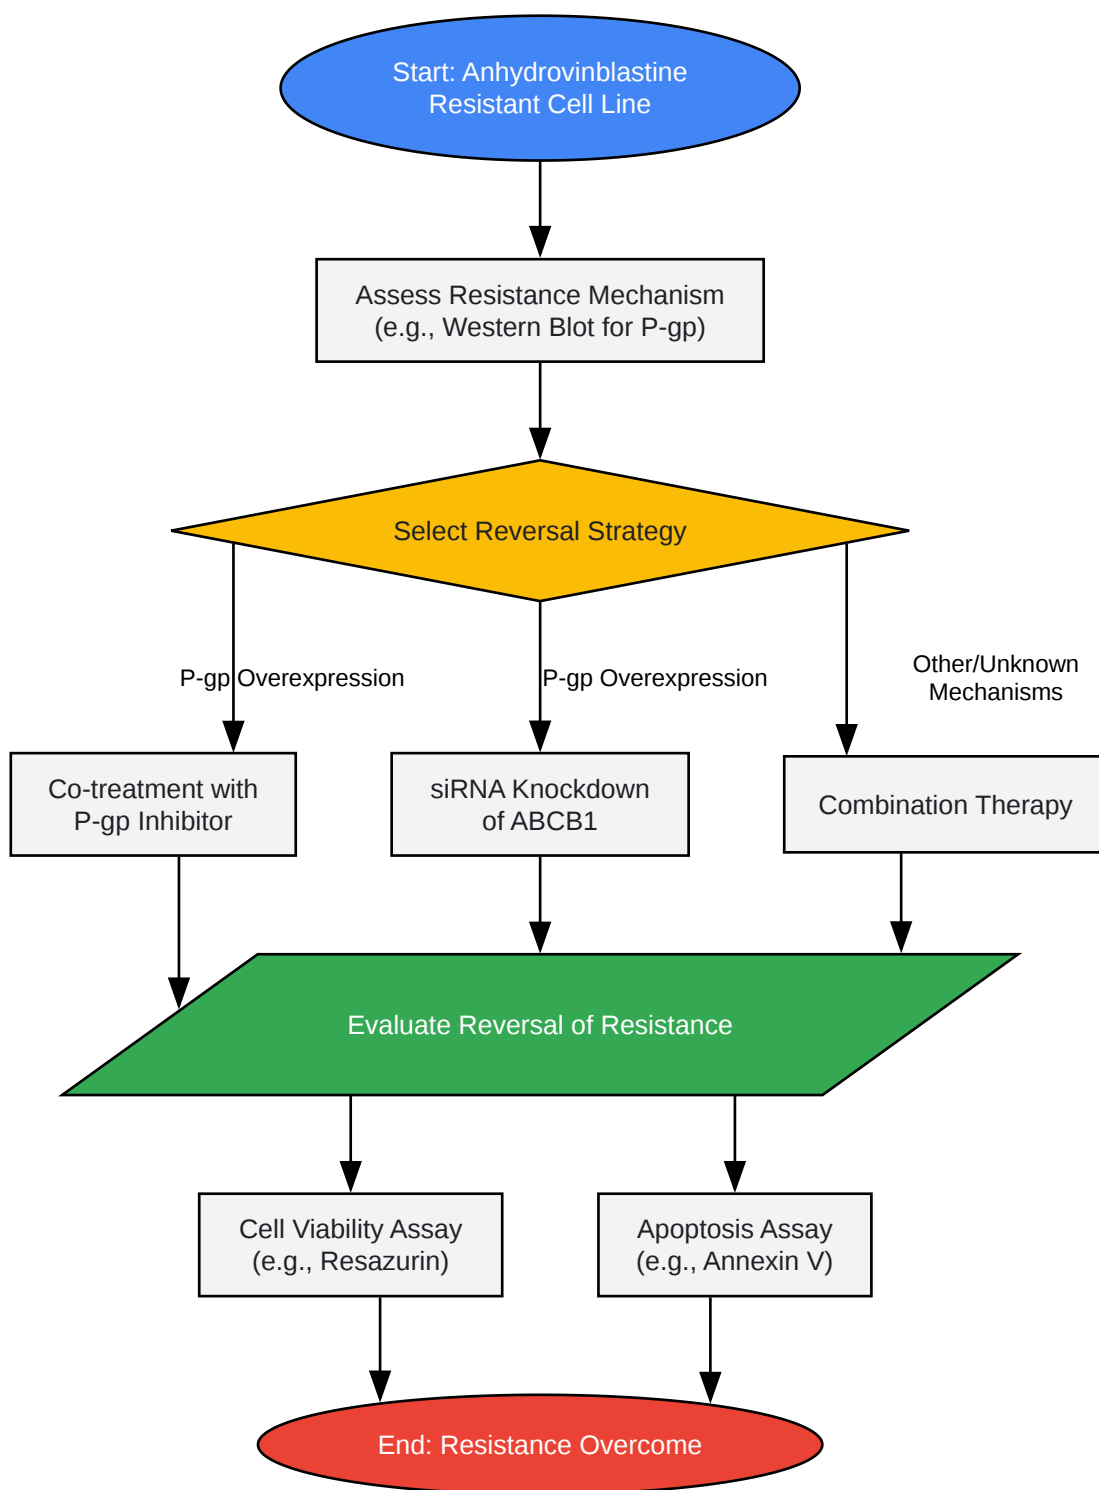 Start: Anhydrovinblastine
Resistant Cell Line
Assess Resistance Mechanism
(e.g., Western Blot for P-gp)
Select Reversal Strategy
P-gp Overexpression
P-gp Overexpression
Other/Unknown
Mechanisms
Co-treatment with
P-gp Inhibitor
siRNA Knockdown
of ABCB1
Combination Therapy
Evaluate Reversal of Resistance
Cell Viability Assay
(e.g., Resazurin)
Apoptosis Assay
(e.g., Annexin V)
End: Resistance Overcome